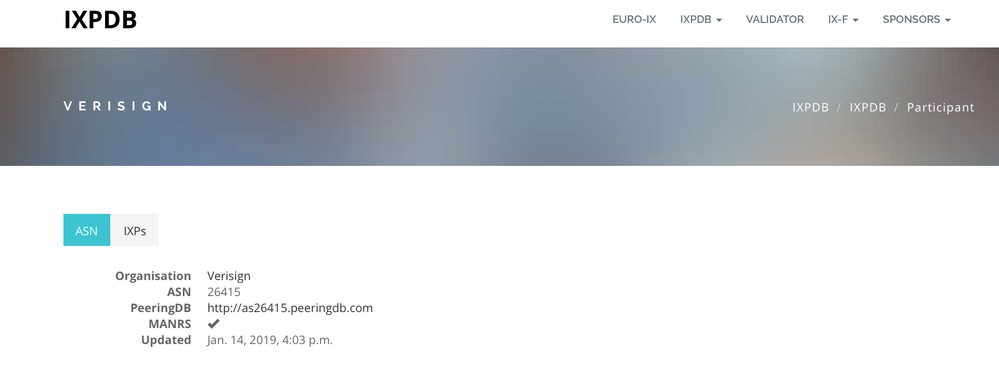 IXPDB
EURO-IX IXPDB VALIDATOR IX-F SPONSORS
VERISIGN
IXPDB / IXPDB / Participant
ASN IXPs
Organisation Verisign
ASN 26415
PeeringDB http://as26415.peeringdb.com
MANRS ✔
Updated Jan. 14, 2019, 4:03 p.m.